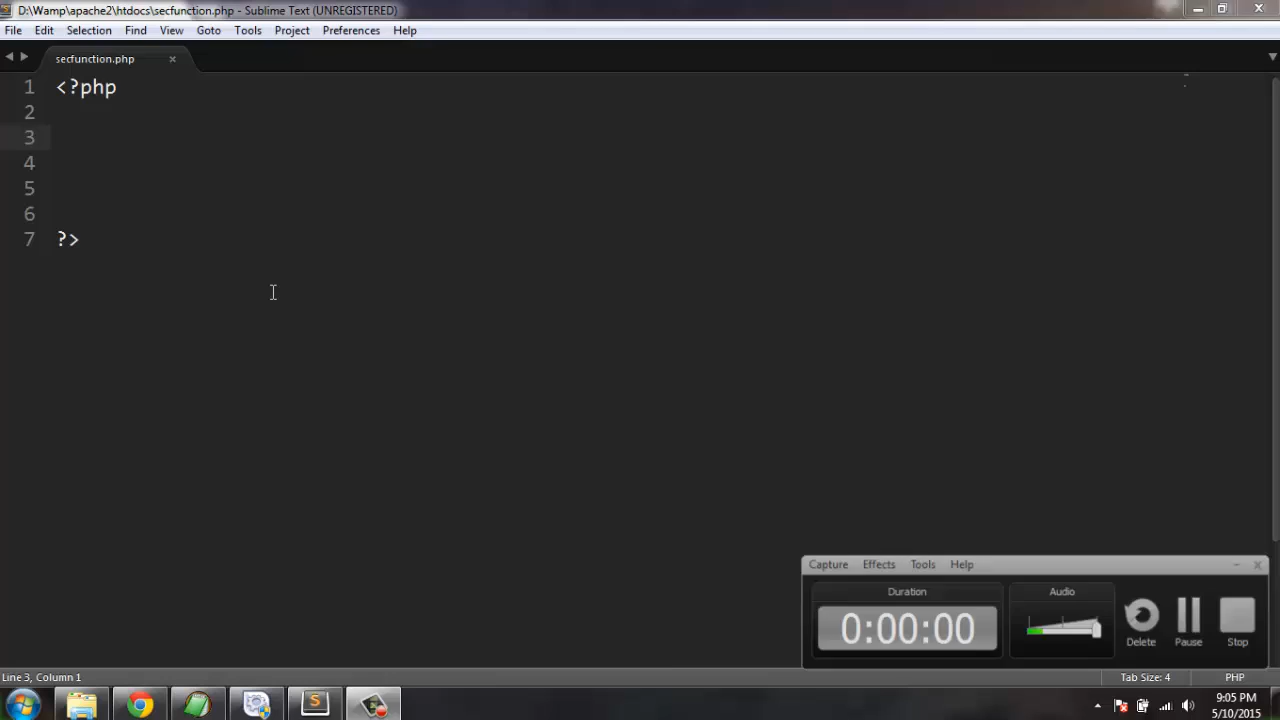 D:\Wamp\apache2\htdocs\secfunction.php - Sublime Text (UNREGISTERED)
File Edit Selection Find View Goto Tools Project Preferences Help
secfunction.php
1 <?php
2
3
4
5
6
7 ?>
Capture Effects Tools Help
Duration Audio
0:00:00
Delete Pause Stop
Line 3, Column 1 Tab Size: 4 PHP
9:05 PM
5/10/2015